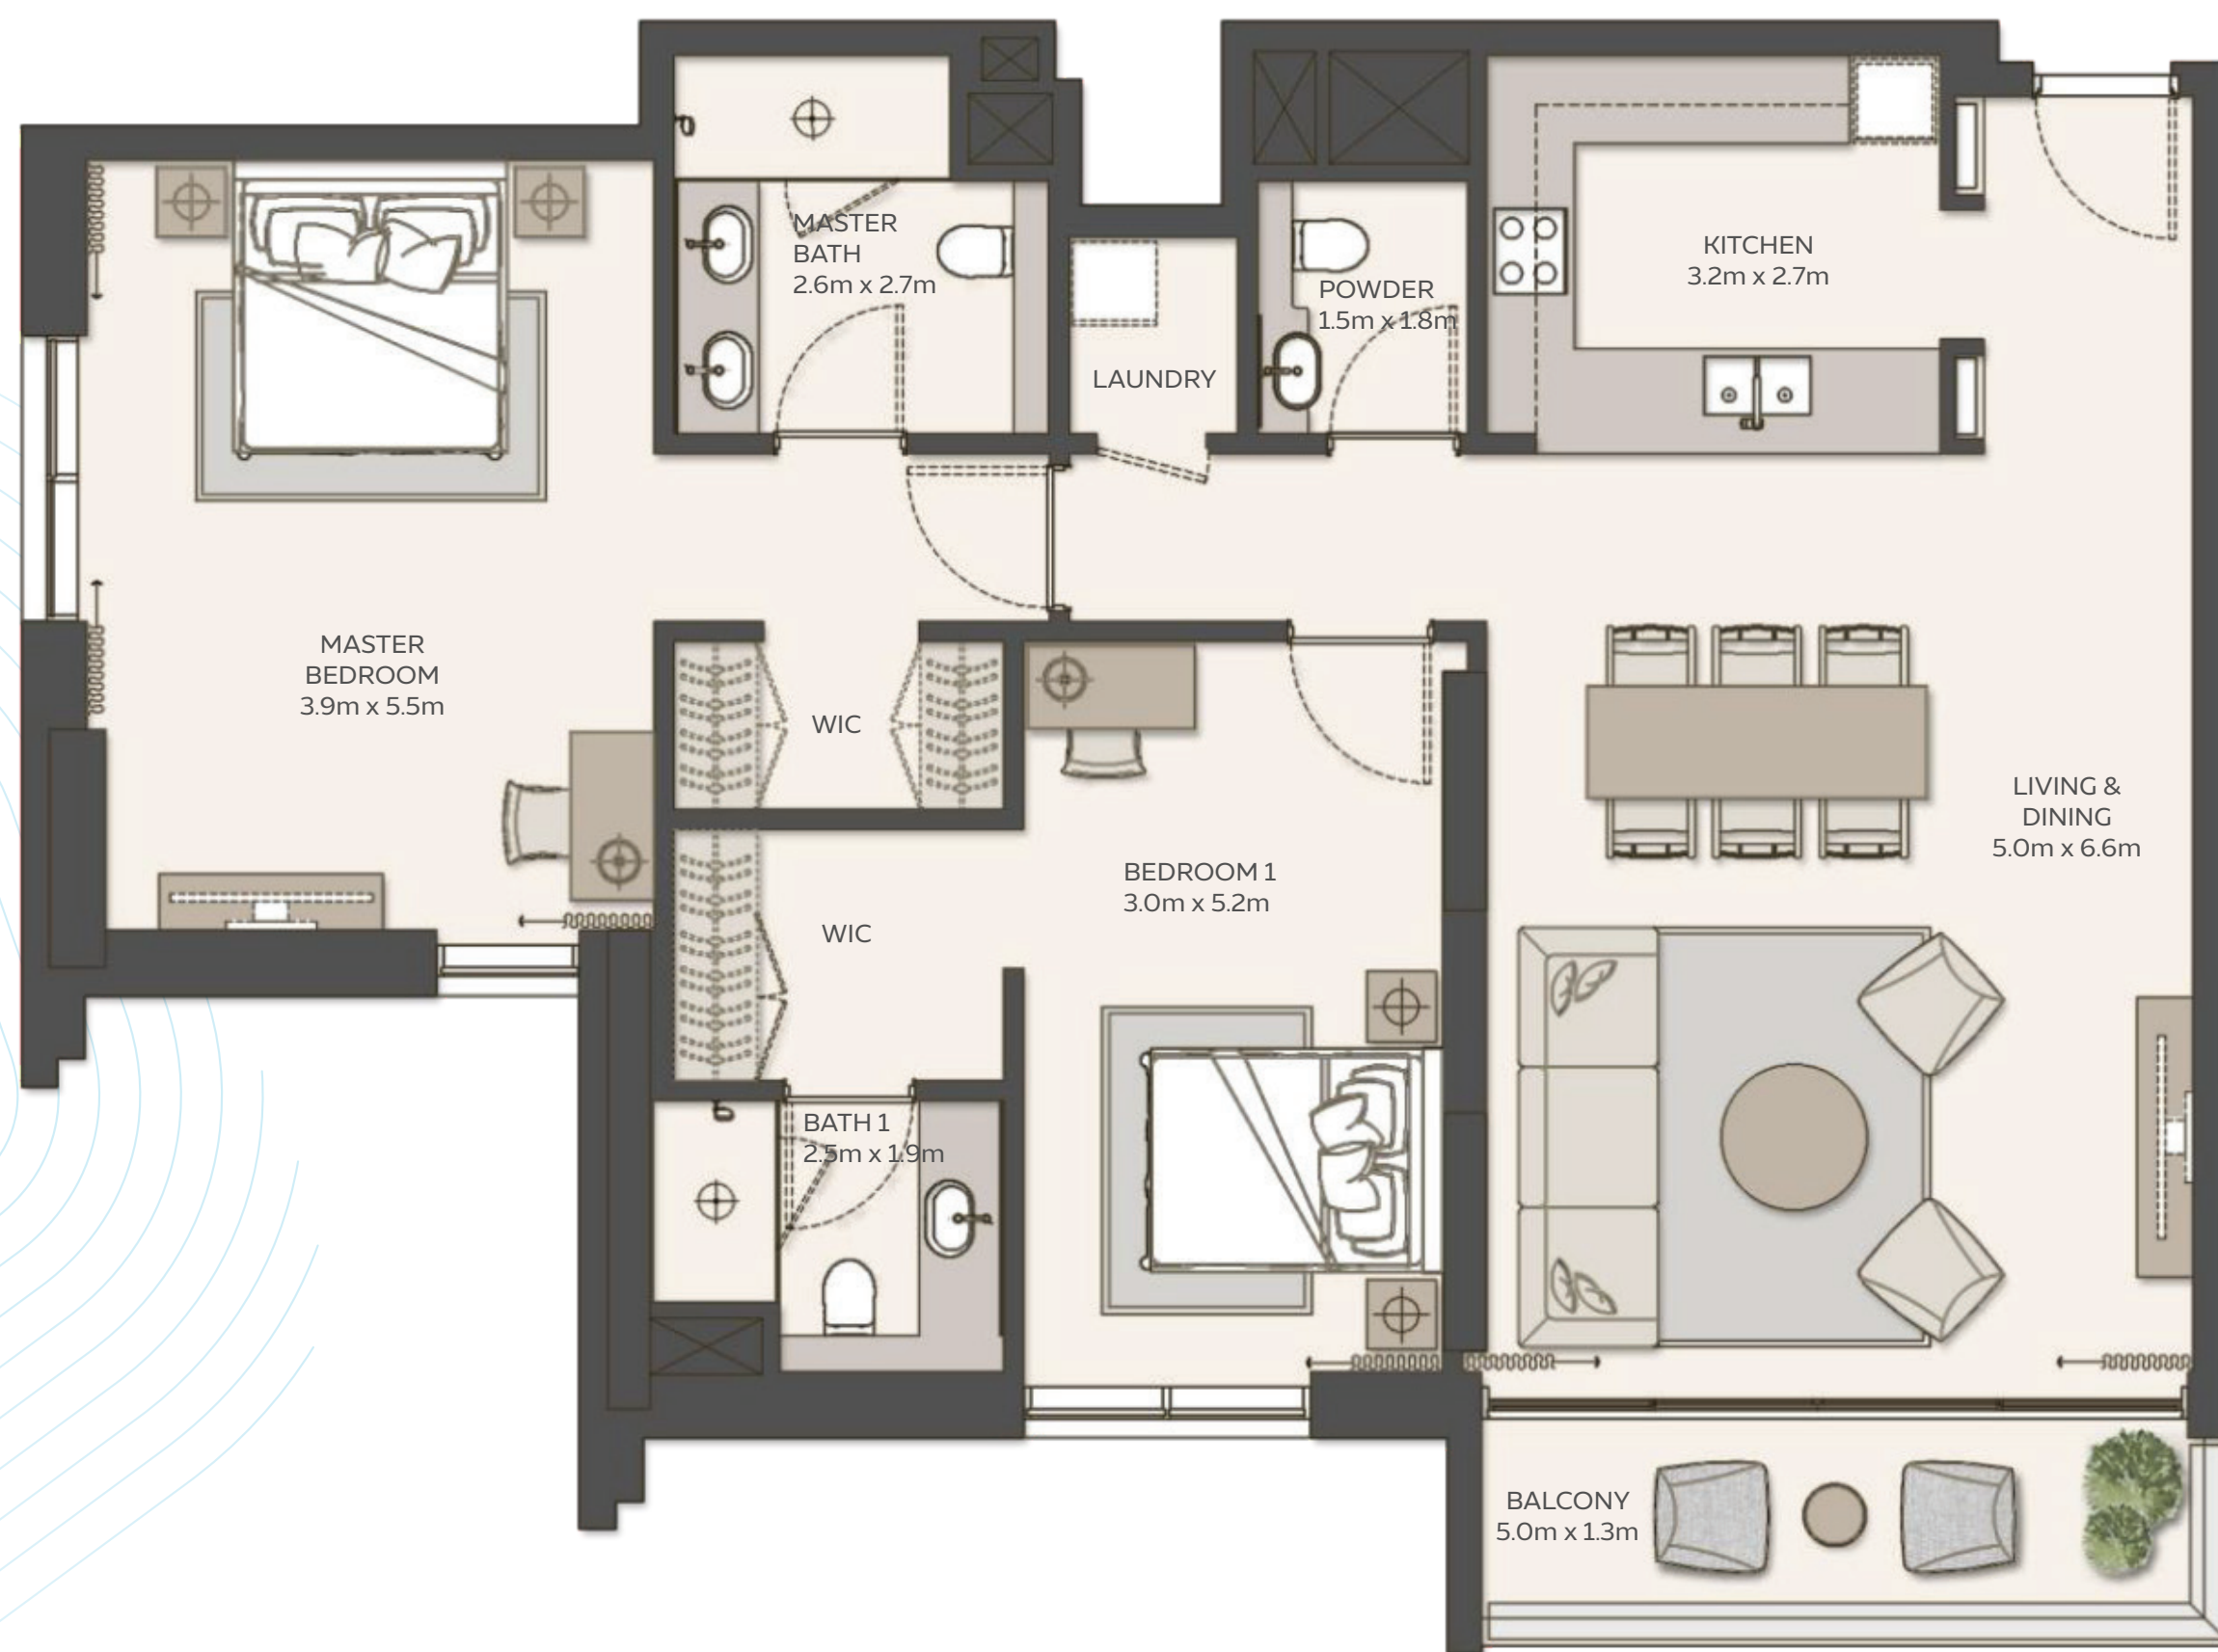 MASTER
BATH
2.6m x 2.7m
KITCHEN
3.2m x 2.7m
POWDER
1.5m x 1.8m
LAUNDRY
MASTER
BEDROOM
3.9m x 5.5m
WIC
LIVING &
DINING
5.0m x 6.6m
BEDROOM 1
3.0m x 5.2m
WIC
BATH 1
2.5m x 1.9m
BALCONY
5.0m x 1.3m